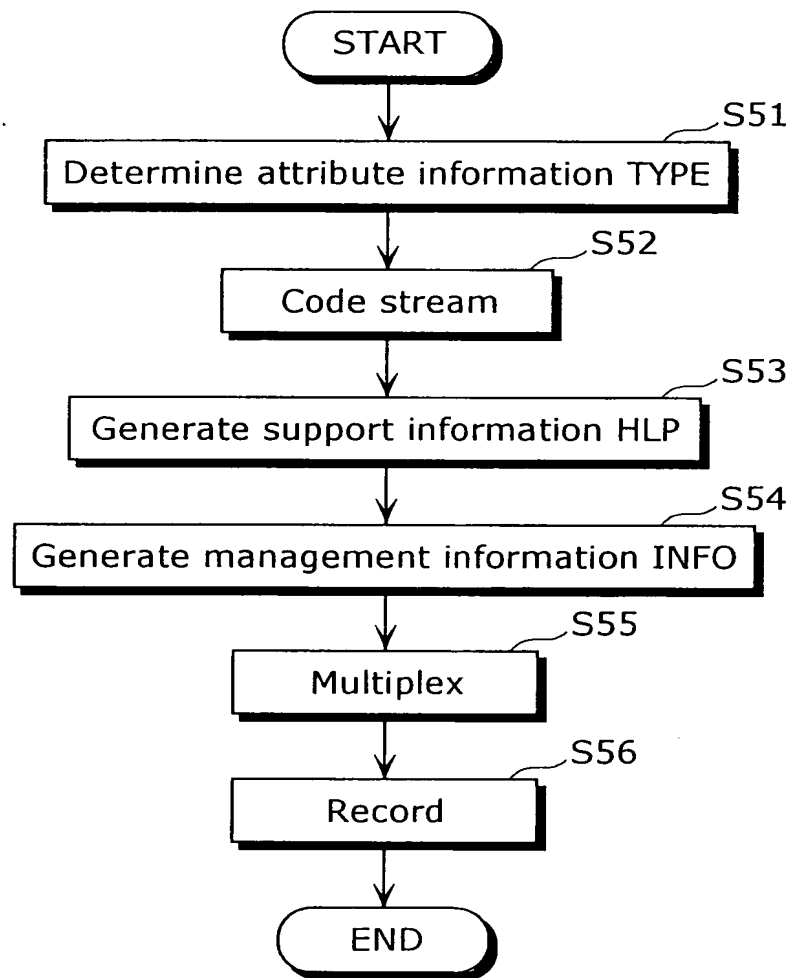 START
S51
Determine attribute information TYPE
S52
Code stream
S53
Generate support information HLP
S54
Generate management information INFO
S55
Multiplex
S56
Record
END